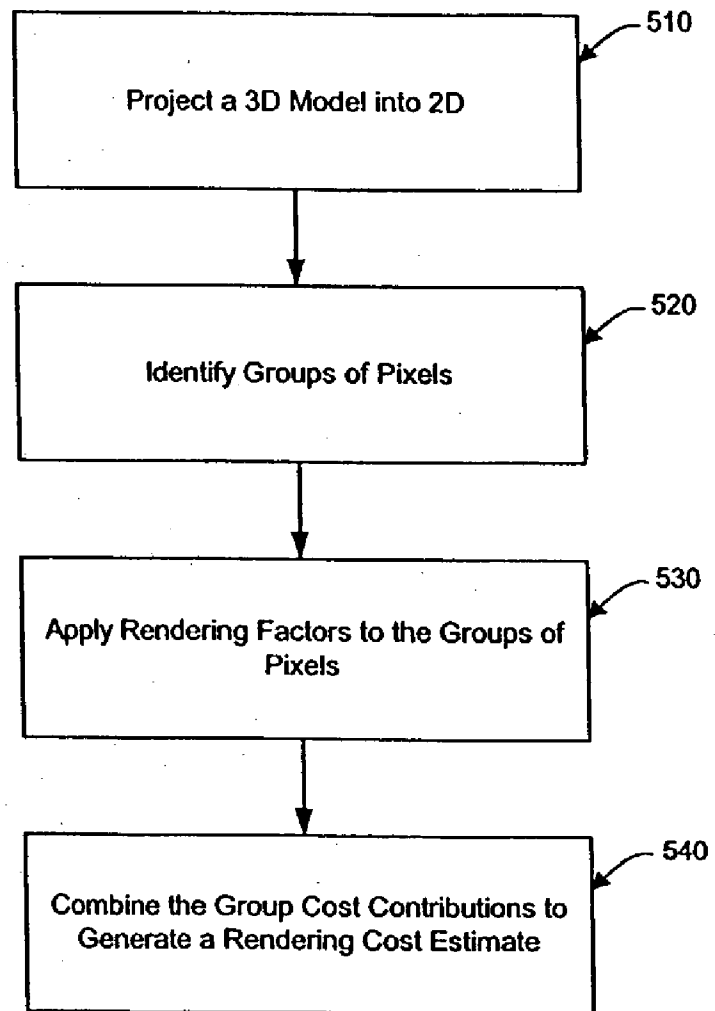 510
Project a 3D Model into 2D
520
Identify Groups of Pixels
530
Apply Rendering Factors to the Groups of
Pixels
540
Combine the Group Cost Contributions to
Generate a Rendering Cost Estimate